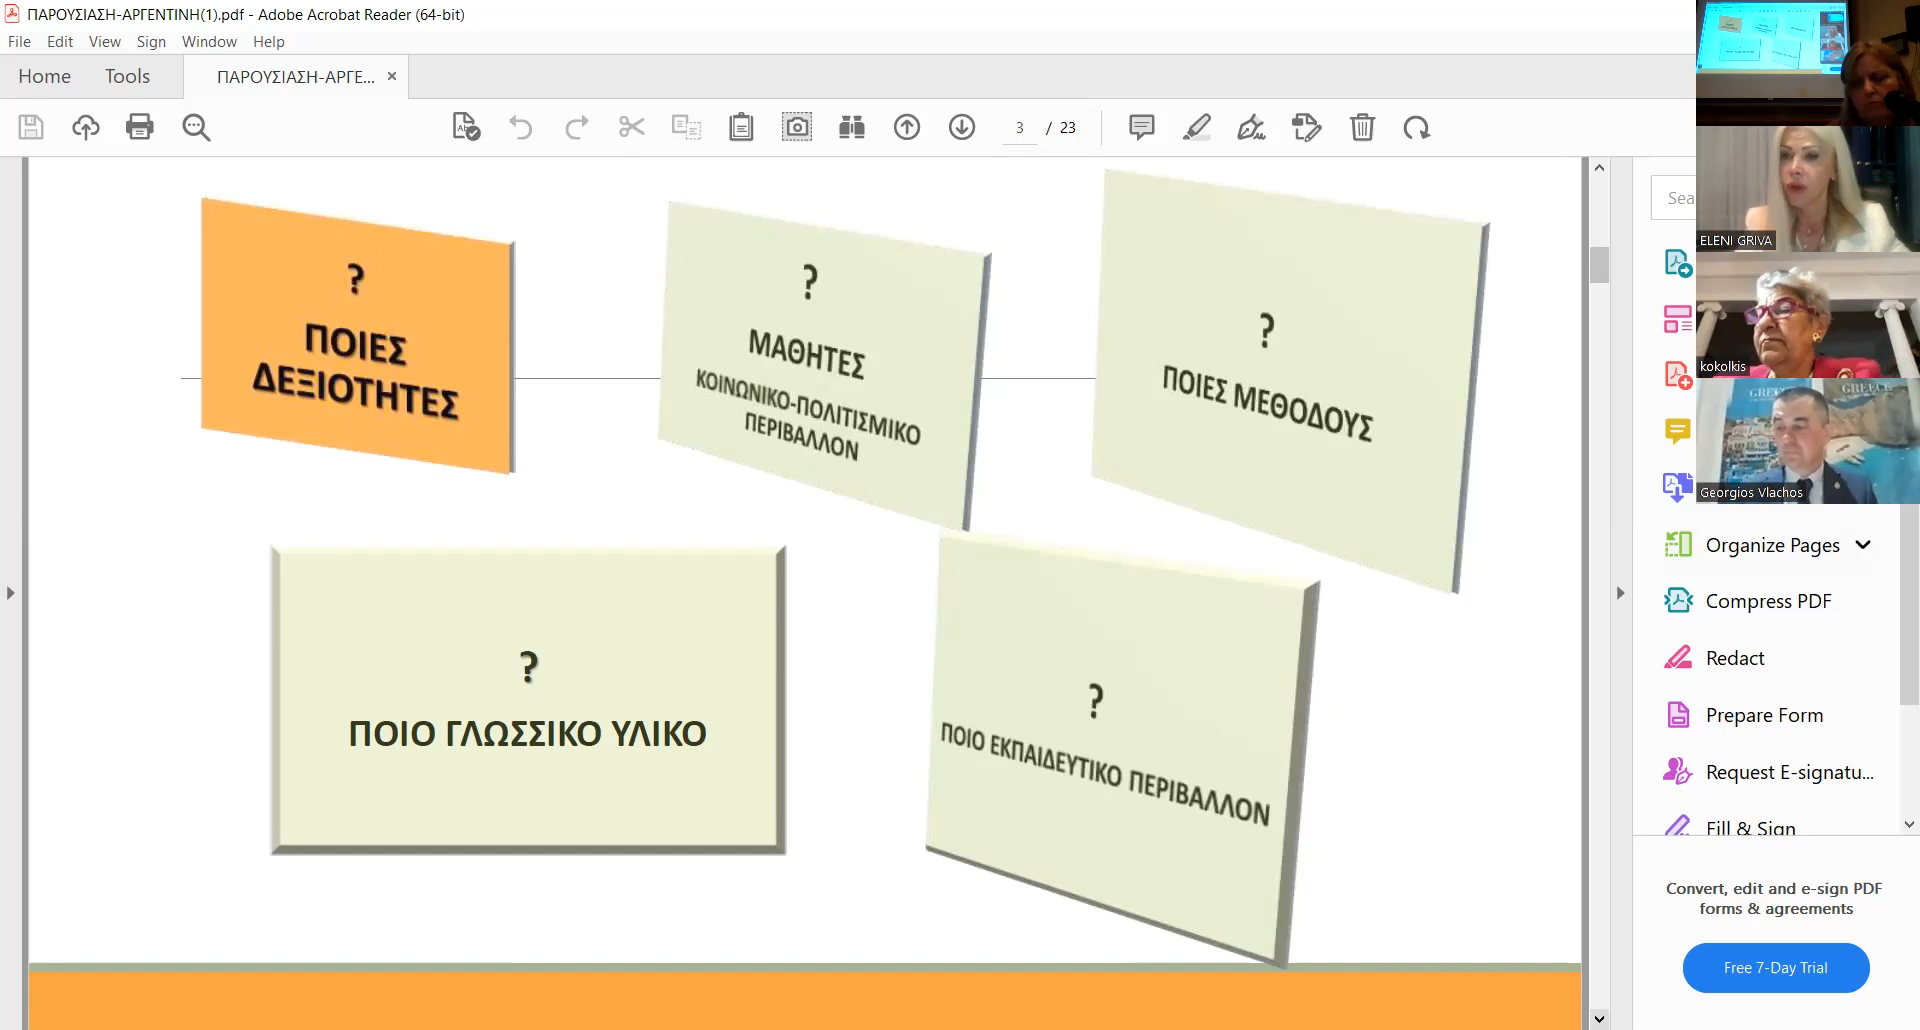 ΠΑΡΟΥΣΙΑΣΗ-ΑΡΓΕΝΤΙΝΗ(1).pdf - Adobe Acrobat Reader (64-bit)
File Edit View Sign Window Help
Home Tools ΠΑΡΟΥΣΙΑΣΗ-ΑΡΓΕ... ×
3 / 23
Sea
?
ΠΟΙΕΣ
ΔΕΞΙΟΤΗΤΕΣ
?
ΜΑΘΗΤΕΣ
ΚΟΙΝΩΝΙΚΟ-ΠΟΛΙΤΙΣΜΙΚΟ
ΠΕΡΙΒΑΛΛΟΝ
?
ΠΟΙΕΣ ΜΕΘΟΔΟΥΣ
?
ΠΟΙΟ ΓΛΩΣΣΙΚΟ ΥΛΙΚΟ
?
ΠΟΙΟ ΕΚΠΑΙΔΕΥΤΙΚΟ ΠΕΡΙΒΑΛΛΟΝ
ELENI GRIVA
kokolkis
GREECE
Georgios Vlachos
Organize Pages
Compress PDF
Redact
Prepare Form
Request E-signatu...
Fill & Sign
Convert, edit and e-sign PDF
forms & agreements
Free 7-Day Trial